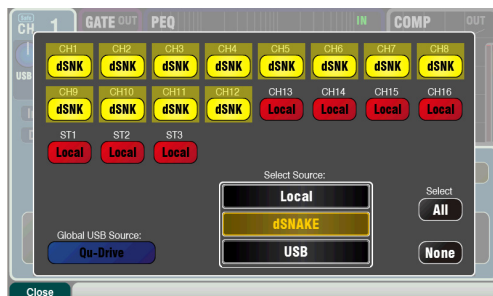 CH 1 GATE OUT PEQ IN COMP OUT
CH1 CH2 CH3 CH4 CH5 CH6 CH7 CH8
dSNK dSNK dSNK dSNK dSNK dSNK dSNK dSNK
USB
CH9 CH10 CH11 CH12 CH13 CH14 CH15 CH16
dSNK dSNK dSNK dSNK Local Local Local Local
ST1 ST2 ST3
Local Local Local
Select Source:
Local
Select
All
dSNAKE
Global USB Source:
Qu-Drive
USB
None
Close